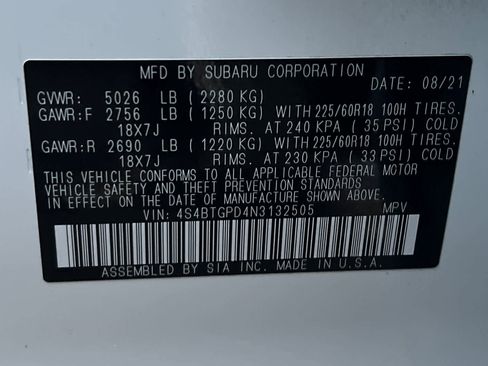 MFD BY SUBARU CORPORATION
DATE: 08/21
GVWR: 5026 LB ( 2280 KG)
GAWR:F 2756 LB ( 1250 KG) WITH 225/60R18 100H TIRES.
18X7J RIMS. AT 240 KPA ( 35 PSI) COLD
GAWR:R 2690 LB ( 1220 KG) WITH 225/60R18 100H TIRES.
18X7J RIMS. AT 230 KPA ( 33 PSI) COLD
THIS VEHICLE CONFORMS TO ALL APPLICABLE FEDERAL MOTOR
VEHICLE SAFETY AND THEFT PREVENTION STANDARDS
IN EFFECT ON THE DATE OF MANUFACTURE SHOWN ABOVE.
VIN: 4S4BTGPD4N3132505 MPV
ASSEMBLED BY SIA INC. MADE IN U.S.A.